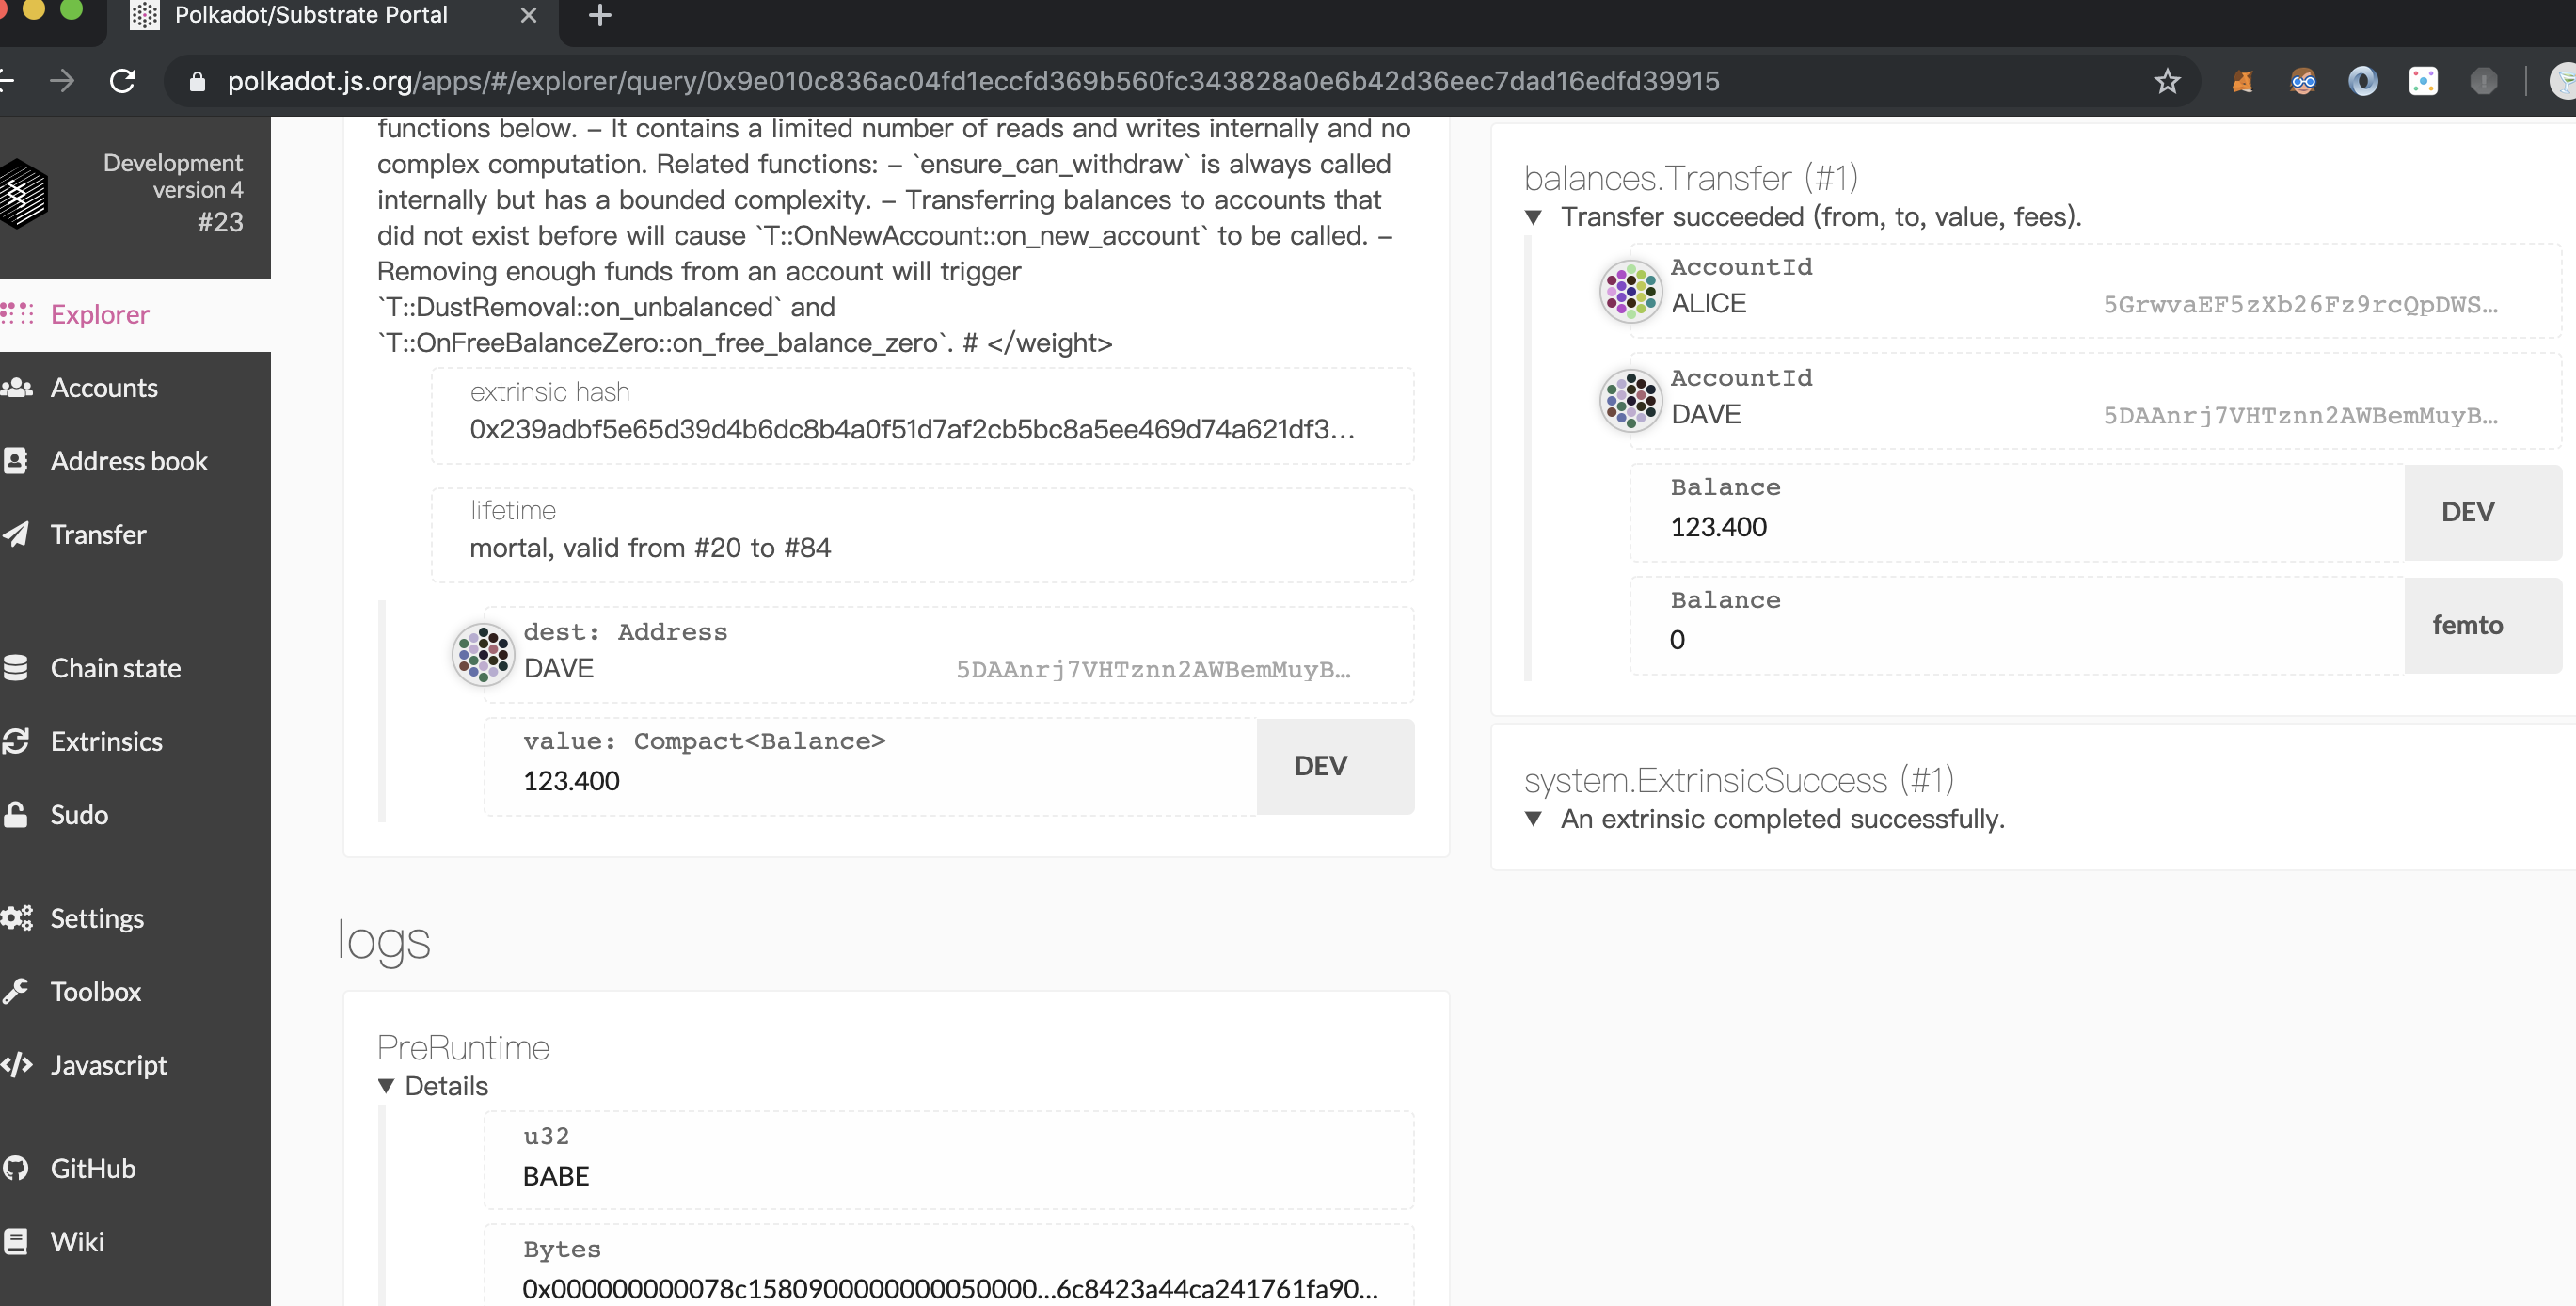 Polkadot/Substrate Portal
polkadot.js.org/apps/#/explorer/query/0x9e010c836ac04fd1eccfd369b560fc343828a0e6b42d36eec7dad16edfd39915
Development
version 4
#23
Explorer
Accounts
Address book
Transfer
Chain state
Extrinsics
Sudo
Settings
Toolbox
Javascript
GitHub
Wiki
functions below. – It contains a limited number of reads and writes internally and no
complex computation. Related functions: – `ensure_can_withdraw` is always called
internally but has a bounded complexity. – Transferring balances to accounts that
did not exist before will cause `T::OnNewAccount::on_new_account` to be called. –
Removing enough funds from an account will trigger
`T::DustRemoval::on_unbalanced` and
`T::OnFreeBalanceZero::on_free_balance_zero`. # </weight>
extrinsic hash
0x239adbf5e65d39d4b6dc8b4a0f51d7af2cb5bc8a5ee469d74a621df3...
lifetime
mortal, valid from #20 to #84
dest: Address
DAVE 5DAAnrj7VHTznn2AWBemMuyB...
value: Compact<Balance>
123.400 DEV
logs
PreRuntime
▼ Details
u32
BABE
Bytes
0x000000000078c1580900000000050000...6c8423a44ca241761fa90...
balances.Transfer (#1)
▼ Transfer succeeded (from, to, value, fees).
AccountId
ALICE 5GrwvaEF5zXb26Fz9rcQpDWS...
AccountId
DAVE 5DAAnrj7VHTznn2AWBemMuyB...
Balance
123.400 DEV
Balance
0 femto
system.ExtrinsicSuccess (#1)
▼ An extrinsic completed successfully.